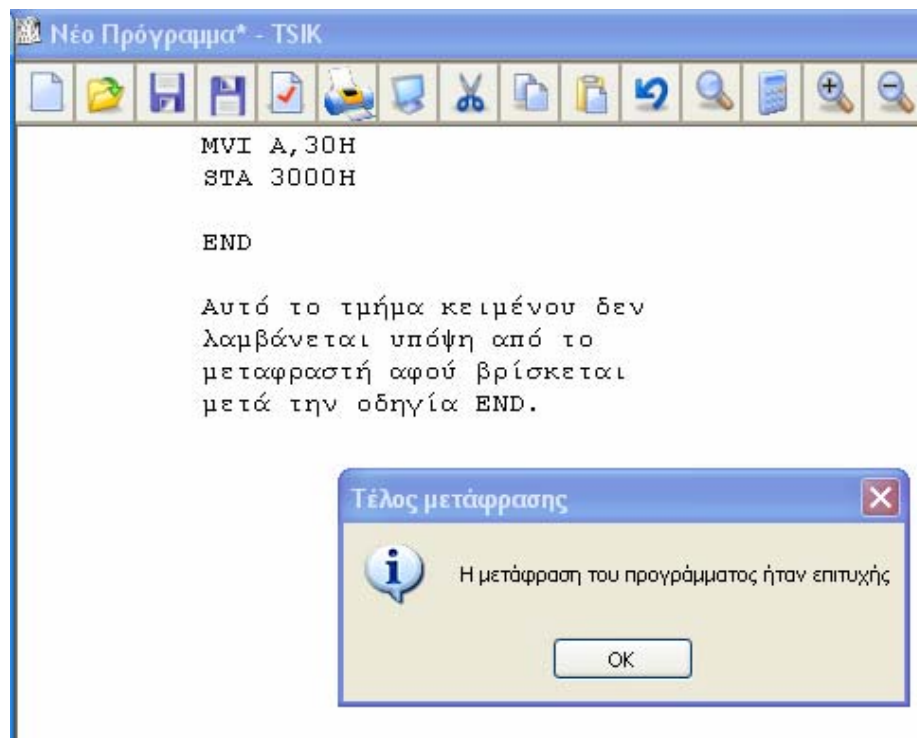 Νέο Πρόγραμμα* - TSIK
MVI A,30H
STA 3000H
END
Αυτό το τμήμα κειμένου δεν
λαμβάνεται υπόψη από το
μεταφραστή αφού βρίσκεται
μετά την οδηγία END.
Τέλος μετάφρασης
Η μετάφραση του προγράμματος ήταν επιτυχής
OK